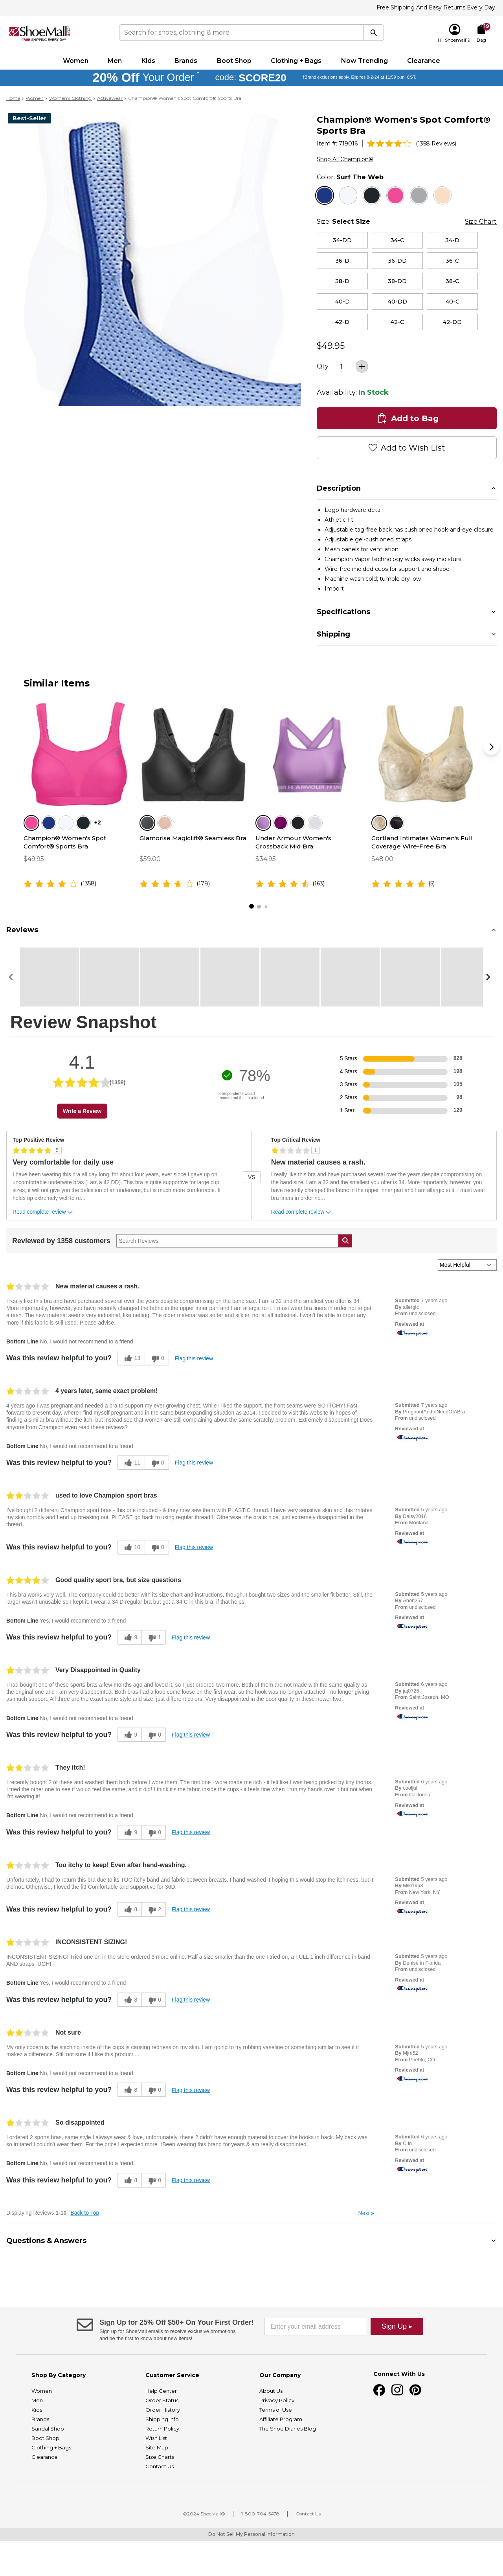 Free Shipping And Easy Returns Every Day
ShoeMall
FREE SHIPPING EVERY DAY
Search for shoes, clothing & more
Hi, Shoemall®!
Bag
Women Men Kids Brands Boot Shop Clothing + Bags Now Trending Clearance
20% Off Your Order † code: SCORE20 †Brand exclusions apply. Expires 8-2-24 at 11:59 p.m. CST.
Home > Women > Women's Clothing > Activewear > Champion® Women's Spot Comfort® Sports Bra
Best-Seller
Champion® Women's Spot Comfort® Sports Bra
Item #: 719016 (1358 Reviews)
Shop All Champion®
Color: Surf The Web
Size: Select Size Size Chart
34-DD 34-C 34-D
36-D 36-DD 36-C
38-D 38-DD 38-C
40-D 40-DD 40-C
42-D 42-C 42-DD
$49.95
Qty: 1
Availability: In Stock
Add to Bag
Add to Wish List
Description
• Logo hardware detail
• Athletic fit
• Adjustable tag-free back has cushioned hook-and-eye closure
• Adjustable gel-cushioned straps
• Mesh panels for ventilation
• Champion Vapor technology wicks away moisture
• Wire-free molded cups for support and shape
• Machine wash cold; tumble dry low
• Import
Specifications
Shipping
Similar Items
+2
Champion® Women's Spot Comfort® Sports Bra
$49.95
(1358)
Glamorise Magiclift® Seamless Bra
$59.00
(178)
Under Armour Women's Crossback Mid Bra
$34.95
(163)
Cortland Intimates Women's Full Coverage Wire-Free Bra
$48.00
(5)
Reviews
Review Snapshot
4.1
(1358)
Write a Review
78%
of respondents would recommend this to a friend
5 Stars 828
4 Stars 198
3 Stars 105
2 Stars 98
1 Star 129
Top Positive Review
5
Very comfortable for daily use
I have been wearing this bra all day long, for about four years, ever since I gave up on uncomfortable underwire bras (I am a 42 DD). This bra is quite supportive for large cup sizes; it will not give you the definition of an underwire, but is much more comfortable. It holds up extremely well to re...
Read complete review
VS
Top Critical Review
1
New material causes a rash.
I really like this bra and have purchased several over the years despite compromising on the band size. I am a 32 and the smallest you offer is 34. More importantly, however, you have recently changed the fabric in the upper inner part and I am allergic to it. I must wear bra liners in order no...
Read complete review
Reviewed by 1358 customers
Search Reviews
Most Helpful
New material causes a rash.
I really like this bra and have purchased several over the years despite compromising on the band size. I am a 32 and the smallest you offer is 34. More importantly, however, you have recently changed the fabric in the upper inner part and I am allergic to it. I must wear bra liners in order not to get a rash. The new material seems very industrial, like netting. The older material was softer and silkier, not at all industrial. I won't be able to order any more if this fabric is still used. Please advise.
Bottom Line No, I would not recommend to a friend
Was this review helpful to you? 13 0 Flag this review
Submitted 7 years ago
By allergic
From undisclosed
Reviewed at
Champion
4 years later, same exact problem!
4 years ago I was pregnant and needed a bra to support my ever growing chest. While I liked the support, the front seams were SO ITCHY! Fast forward to present day, where I find myself pregnant again and in the same bust expanding situation as 2014. I decided to visit this website in hopes of finding a similar bra without the itch, but instead see that women are still complaining about the same scratchy problem. Extremely disappointing! Does anyone from Champion even read these reviews?
Bottom Line No, I would not recommend to a friend
Was this review helpful to you? 11 0 Flag this review
Submitted 7 years ago
By PregnantAndInNeedOfABra
From undisclosed
Reviewed at
Champion
used to love Champion sport bras
I've bought 2 different Champion sport bras - this one included - & they now sew them with PLASTIC thread. I have very sensitive skin and this irritates my skin horribly and I end up breaking out. PLEASE go back to using regular thread!!! Otherwise, the bra is nice, just extremely disappointed in the thread.
Was this review helpful to you? 10 0 Flag this review
Submitted 5 years ago
By Daisy2018
From Montana
Reviewed at
Champion
Good quality sport bra, but size questions
This bra works very well. The company could do better with its size chart and instructions, though. I bought two sizes and the smaller fit better. Still, the larger wasn't unusable so I kept it. I wear a 34 D regular bra but got a 34 C in this bra, if that helps.
Bottom Line Yes, I would recommend to a friend
Was this review helpful to you? 9 1 Flag this review
Submitted 5 years ago
By Anon357
From undisclosed
Reviewed at
Champion
Very Disappointed in Quality
I had bought one of these sports bras a few months ago and loved it, so I just ordered two more. Both of them are not made with the same quality as the original one and I am very disappointed. Both bras had a loop come loose on the first wear, so the hook was no longer attached - no longer giving as much support. All three are the exact same style and size, just different colors. Very disappointed in the quality in these newer two.
Bottom Line No, I would not recommend to a friend
Was this review helpful to you? 9 0 Flag this review
Submitted 6 years ago
By jqt0726
From Saint Joseph, MO
Reviewed at
Champion
They itch!
I recently bought 2 of these and washed them both before I wore them. The first one I wore made me itch - it fell like I was being pricked by tny thorns. I tried the other one to see if it would feel the same, and it did! I think it's the fabric inside the cups - it fells fine when I run my hands over it but not when I'm wearing it!
Bottom Line No, I would not recommend to a friend
Was this review helpful to you? 9 0 Flag this review
Submitted 6 years ago
By cooljul
From California
Reviewed at
Champion
Too itchy to keep! Even after hand-washing.
Unfortunately, I had to return this bra due to its TOO itchy band and fabric between breasts. I hand-washed it hoping this would stop the itchiness; but it did not. Otherwise, I loved the fit! Comfortable and supportive for 38D.
Was this review helpful to you? 8 2 Flag this review
Submitted 5 years ago
By Miki1963
From New York, NY
Reviewed at
Champion
INCONSISTENT SIZING!
INCONSISTENT SIZING! Tried one on in the store ordered 3 more online. Half a size smaller than the one I tried on, a FULL 1 inch difference in band AND straps. UGH!
Bottom Line Yes, I would recommend to a friend
Was this review helpful to you? 8 0 Flag this review
Submitted 5 years ago
By Denise in Florida
From undisclosed
Reviewed at
Champion
Not sure
My only cocern is the stitching inside of the cups is causing redness on my skin. I am going to try rubbing vaseline or something similar to see if it makes a difference. Still not sure if I like this product.....
Bottom Line No, I would not recommend to a friend
Was this review helpful to you? 8 0 Flag this review
Submitted 5 years ago
By Mjm52
From Pueblo, CO
Reviewed at
Champion
So disappointed
I ordered 2 sports bras, same style I always wear & love, unfortunately, these 2 didn't have enough material to cover the hooks in back. My back was so irritated I couldn't wear them. For the price I expected more. I9been wearing this brand for years & am really disappointed.
Bottom Line No, I would not recommend to a friend
Was this review helpful to you? 8 0 Flag this review
Submitted 6 years ago
By C in
From undisclosed
Reviewed at
Champion
Displaying Reviews 1-10 Back to Top Next »
Questions & Answers
Sign Up for 25% Off $50+ On Your First Order!
Sign up for ShoeMall emails to receive exclusive promotions and be the first to know about new items!
Enter your email address
Sign Up ▸
Shop By Category
Women
Men
Kids
Brands
Sandal Shop
Boot Shop
Clothing + Bags
Clearance
Customer Service
Help Center
Order Status
Order History
Shipping Info
Return Policy
Wish List
Site Map
Size Charts
Contact Us
Our Company
About Us
Privacy Policy
Terms of Use
Affiliate Program
The Shoe Diaries Blog
Connect With Us
©2024 ShoeMall® 1-800-704-5478 Contact Us
Do Not Sell My Personal Information